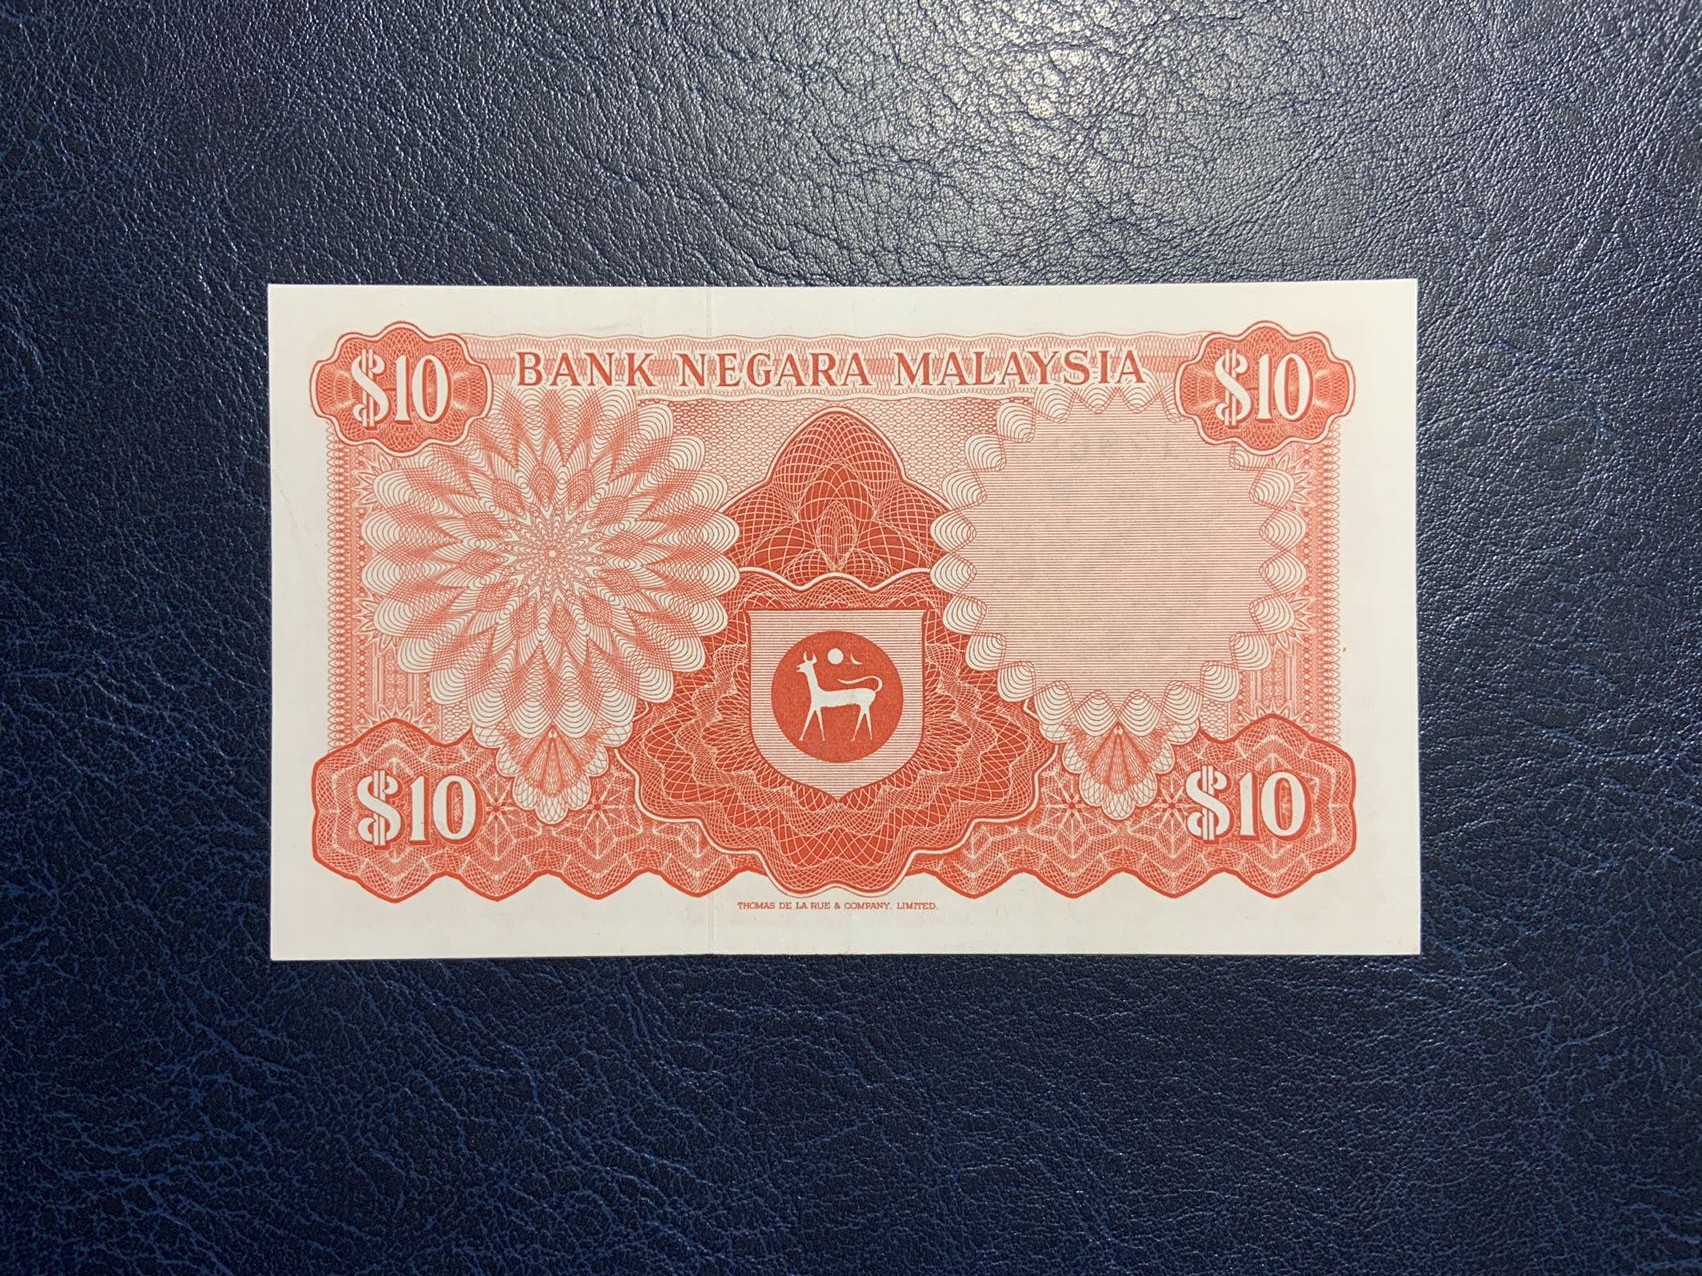 $10 BANK NEGARA MALAYSIA $10
$10 $10
THOMAS DE LA RUE & COMPANY, LIMITED.